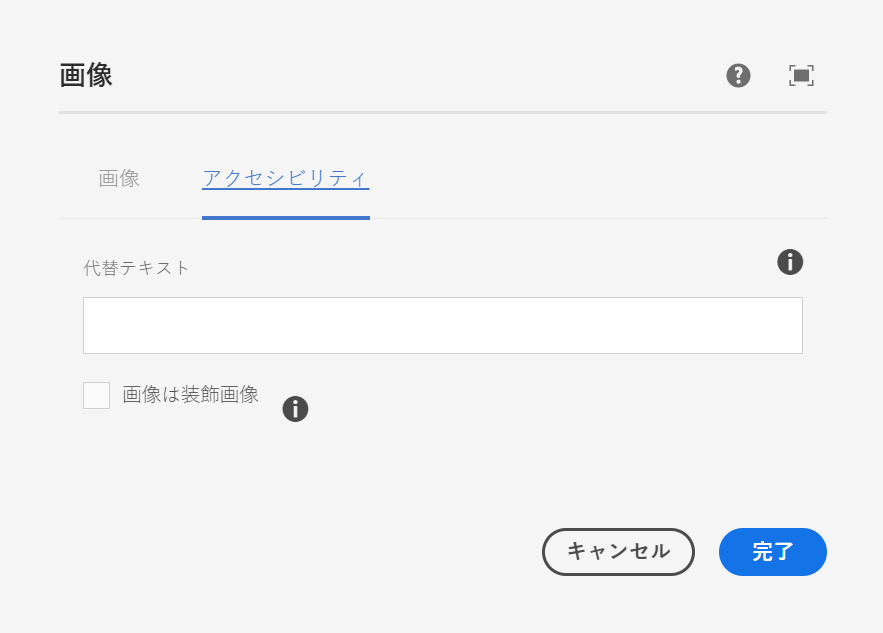 画像
画像
アクセシビリティ
代替テキスト
画像は装飾画像
キャンセル
完了